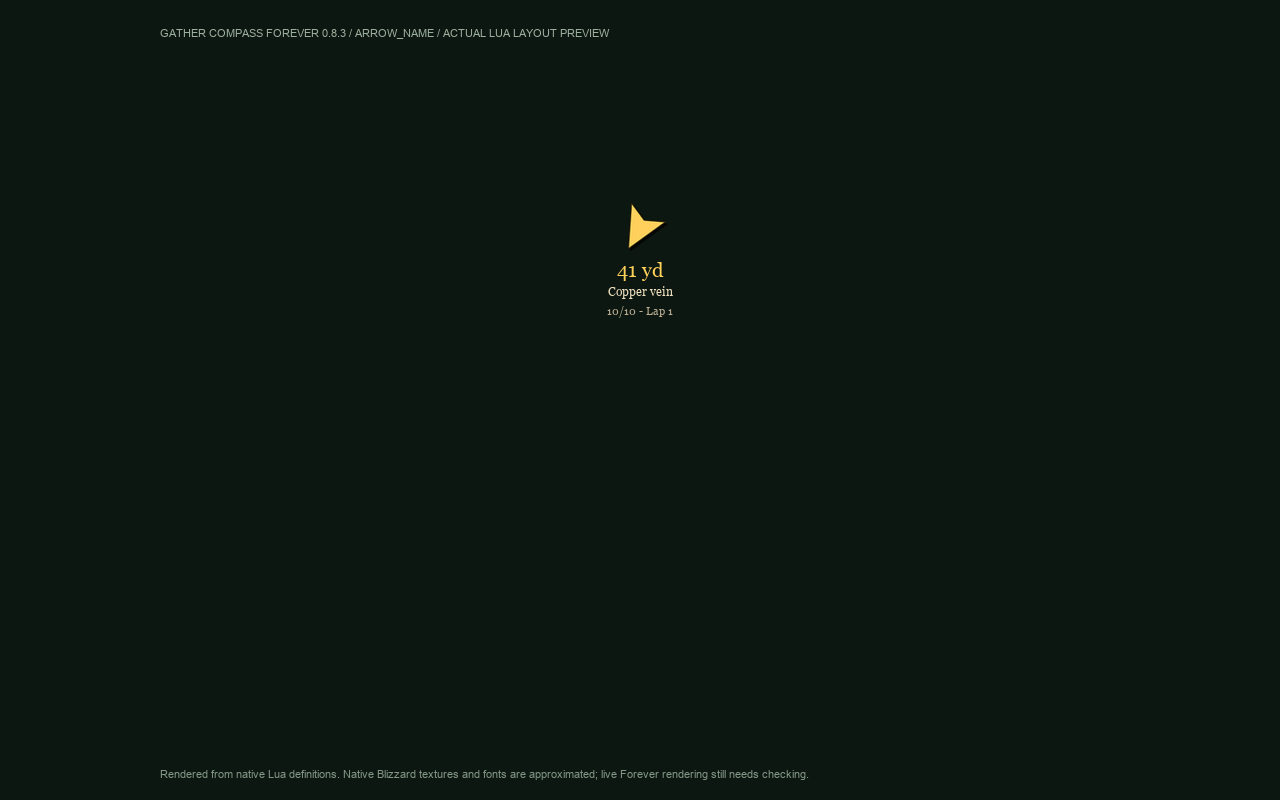 GATHER COMPASS FOREVER 0.8.3 / ARROW_NAME / ACTUAL LUA LAYOUT PREVIEW
41 yd
Copper vein
10/10 - Lap 1
Rendered from native Lua definitions. Native Blizzard textures and fonts are approximated; live Forever rendering still needs checking.